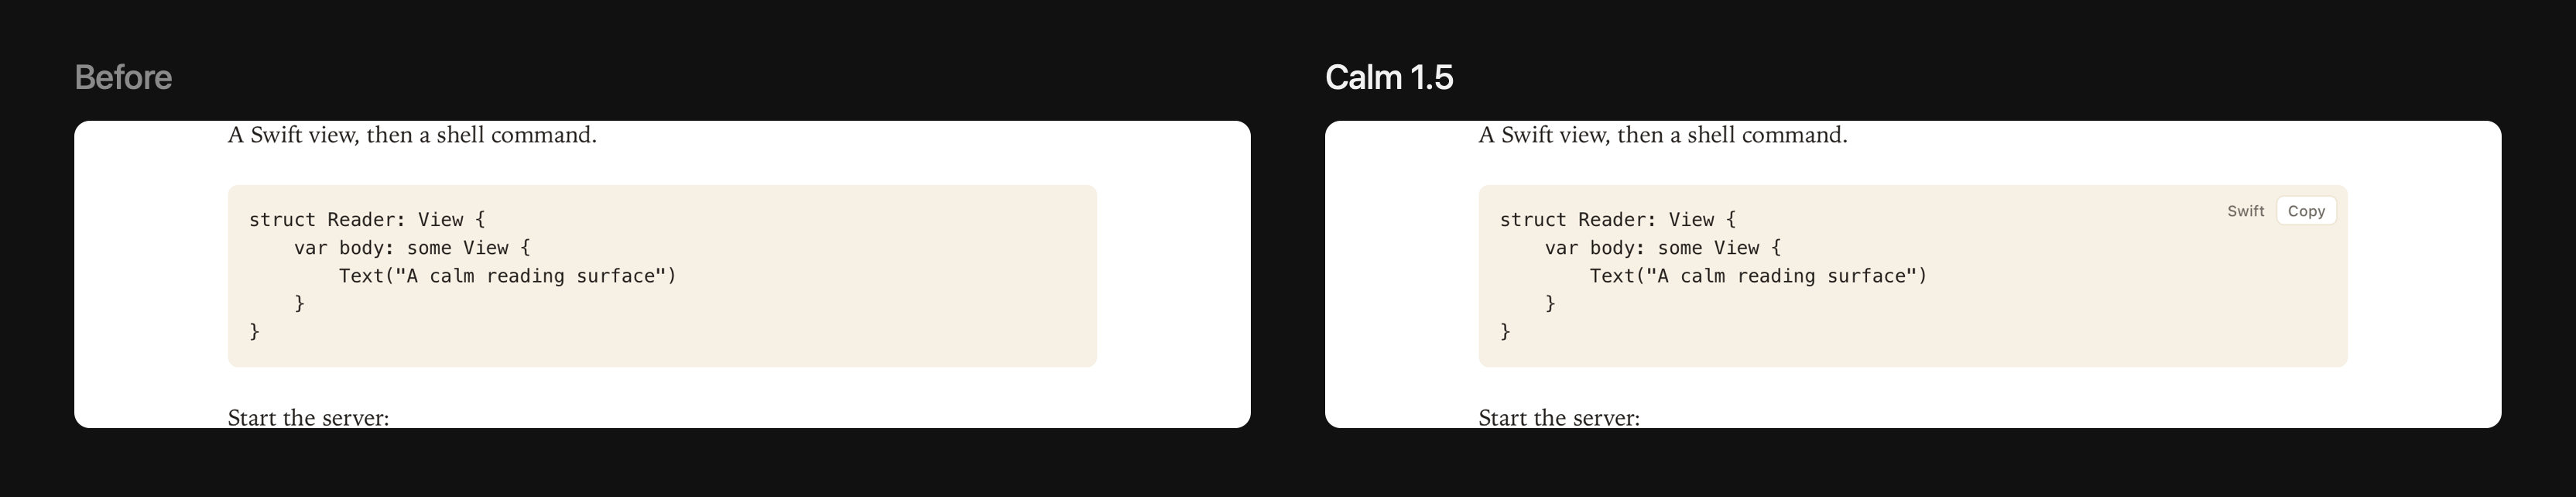 Before
A Swift view, then a shell command.
struct Reader: View {
    var body: some View {
        Text("A calm reading surface")
    }
}
Start the server:
Calm 1.5
A Swift view, then a shell command.
Swift Copy
struct Reader: View {
    var body: some View {
        Text("A calm reading surface")
    }
}
Start the server: